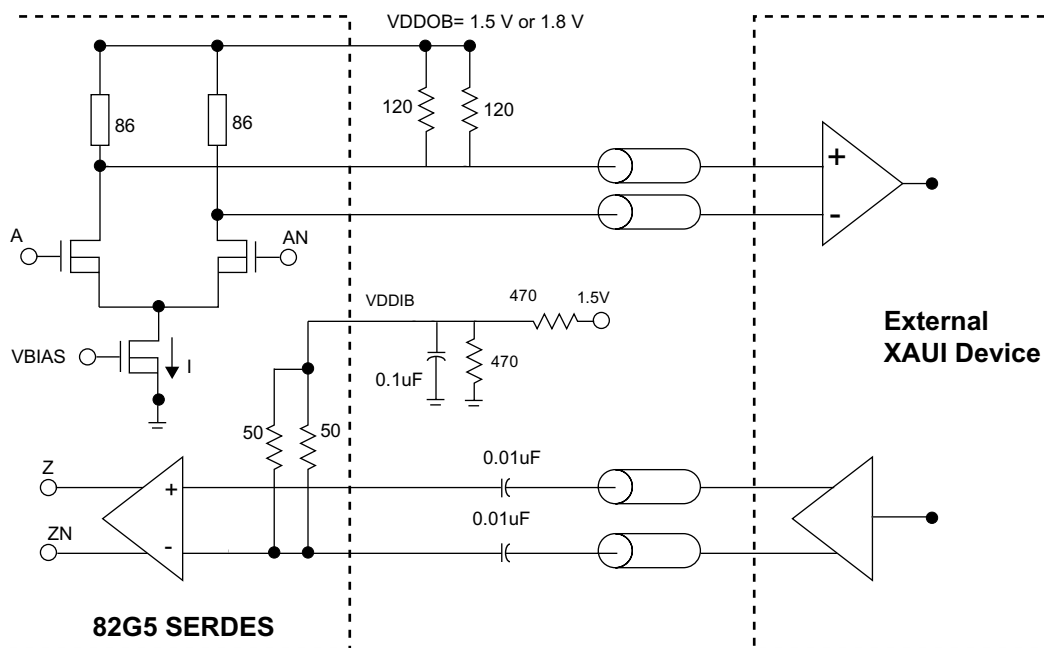 VDDOB= 1.5 V or 1.8 V
86
86
120
120
+
-
A
AN
VDDIB
470
1.5V
External
XAUI Device
VBIAS
I
0.1uF
470
50
50
Z
+
0.01uF
0.01uF
ZN
-
82G5 SERDES